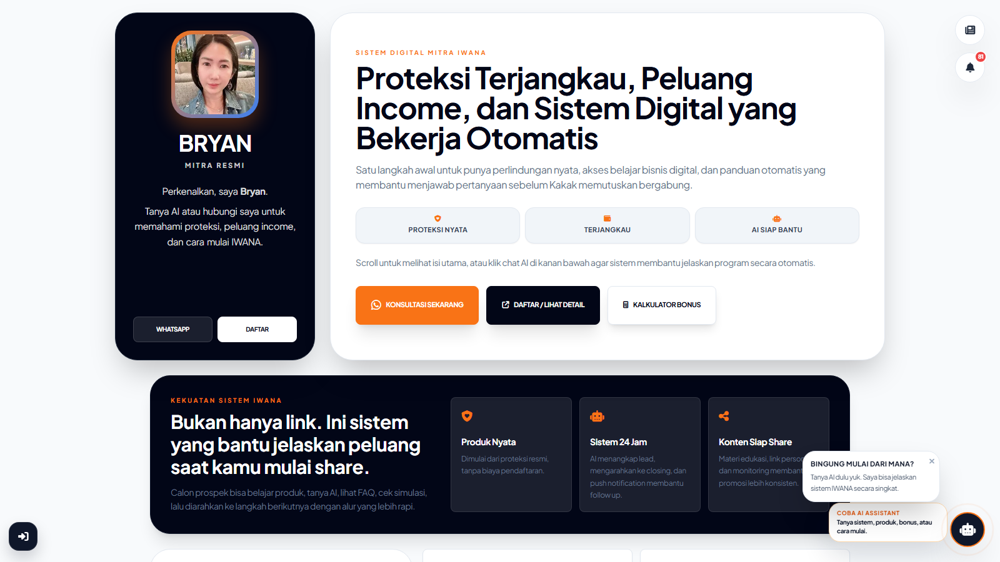 BRYAN
MITRA RESMI
Perkenalkan, saya Bryan.
Tanya AI atau hubungi saya untuk
memahami proteksi, peluang income,
dan cara mulai IWANA.
WHATSAPP
DAFTAR
SISTEM DIGITAL MITRA IWANA
Proteksi Terjangkau, Peluang
Income, dan Sistem Digital yang
Bekerja Otomatis
Satu langkah awal untuk punya perlindungan nyata, akses belajar bisnis digital, dan panduan otomatis yang
membantu menjawab pertanyaan sebelum Kakak memutuskan bergabung.
PROTEKSI NYATA
TERJANGKAU
AI SIAP BANTU
Scroll untuk melihat isi utama, atau klik chat AI di kanan bawah agar sistem membantu jelaskan program secara otomatis.
KONSULTASI SEKARANG
DAFTAR / LIHAT DETAIL
KALKULATOR BONUS
81
KEKUATAN SISTEM IWANA
Bukan hanya link. Ini sistem
yang bantu jelaskan peluang
saat kamu mulai share.
Calon prospek bisa belajar produk, tanya AI, lihat FAQ, cek simulasi,
lalu diarahkan ke langkah berikutnya dengan alur yang lebih rapi.
Produk Nyata
Dimulai dari proteksi resmi,
tanpa biaya pendaftaran.
Sistem 24 Jam
AI menangkap lead,
mengarahkan ke closing, dan
push notification membantu
follow up.
Konten Siap Share
Materi edukasi, link
dan monitoring
promosi lebih konsisten.
BINGUNG MULAI DARI MANA?
Tanya AI dulu yuk. Saya bisa jelaskan
sistem IWANA secara singkat.
COBA AI ASSISTANT
Tanya sistem, produk, bonus, atau
cara mulai.